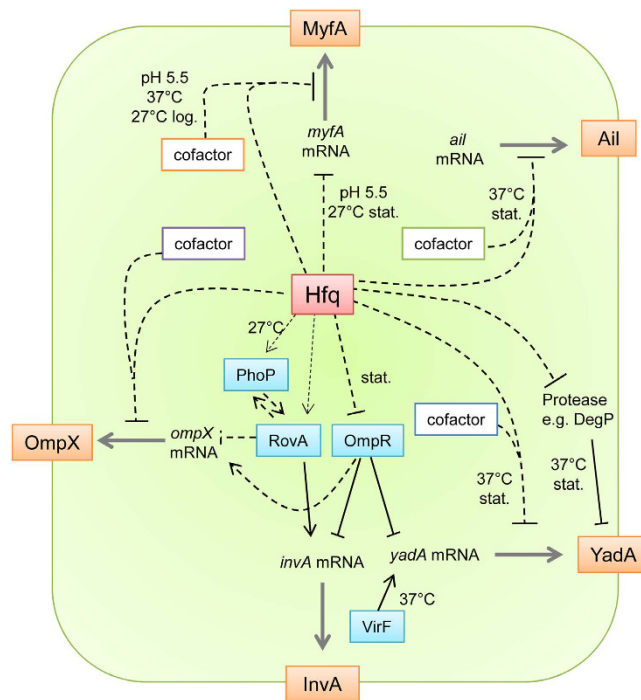 MyfA
pH 5.5
37°C
27°C log.
cofactor
myfA
mRNA
ail
mRNA
Ail
pH 5.5
27°C stat.
37°C
stat.
cofactor
cofactor
Hfq
27°C
PhoP
stat.
Protease
e.g. DegP
cofactor
OmpX
ompX
mRNA
RovA
OmpR
37°C
stat.
37°C
stat.
invA mRNA
yadA mRNA
YadA
37°C
VirF
InvA